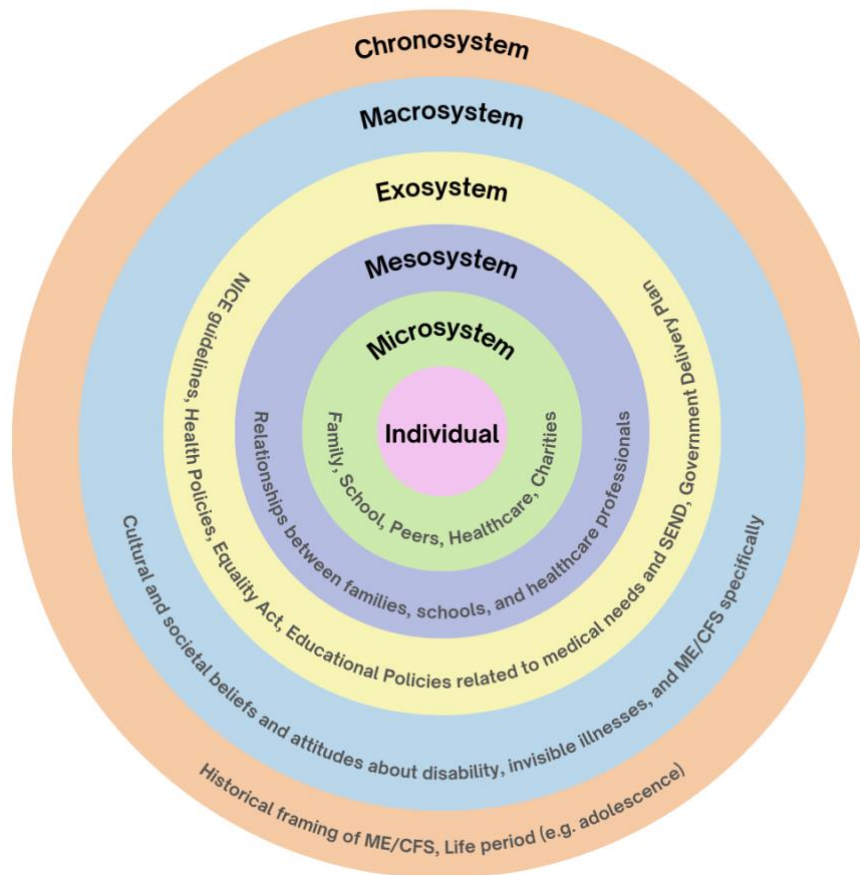 Chronosystem
Macrosystem
Exosystem
Mesosystem
Microsystem
Individual
Family, School, Peers, Healthcare, Charities
Relationships between families, schools, and healthcare professionals
NICE guidelines, Health Policies, Equality Act, Educational Policies related to medical needs and SEND, Government Delivery Plan
Cultural and societal beliefs and attitudes about disability, invisible illnesses, and ME/CFS specifically
Historical framing of ME/CFS, Life period (e.g. adolescence)